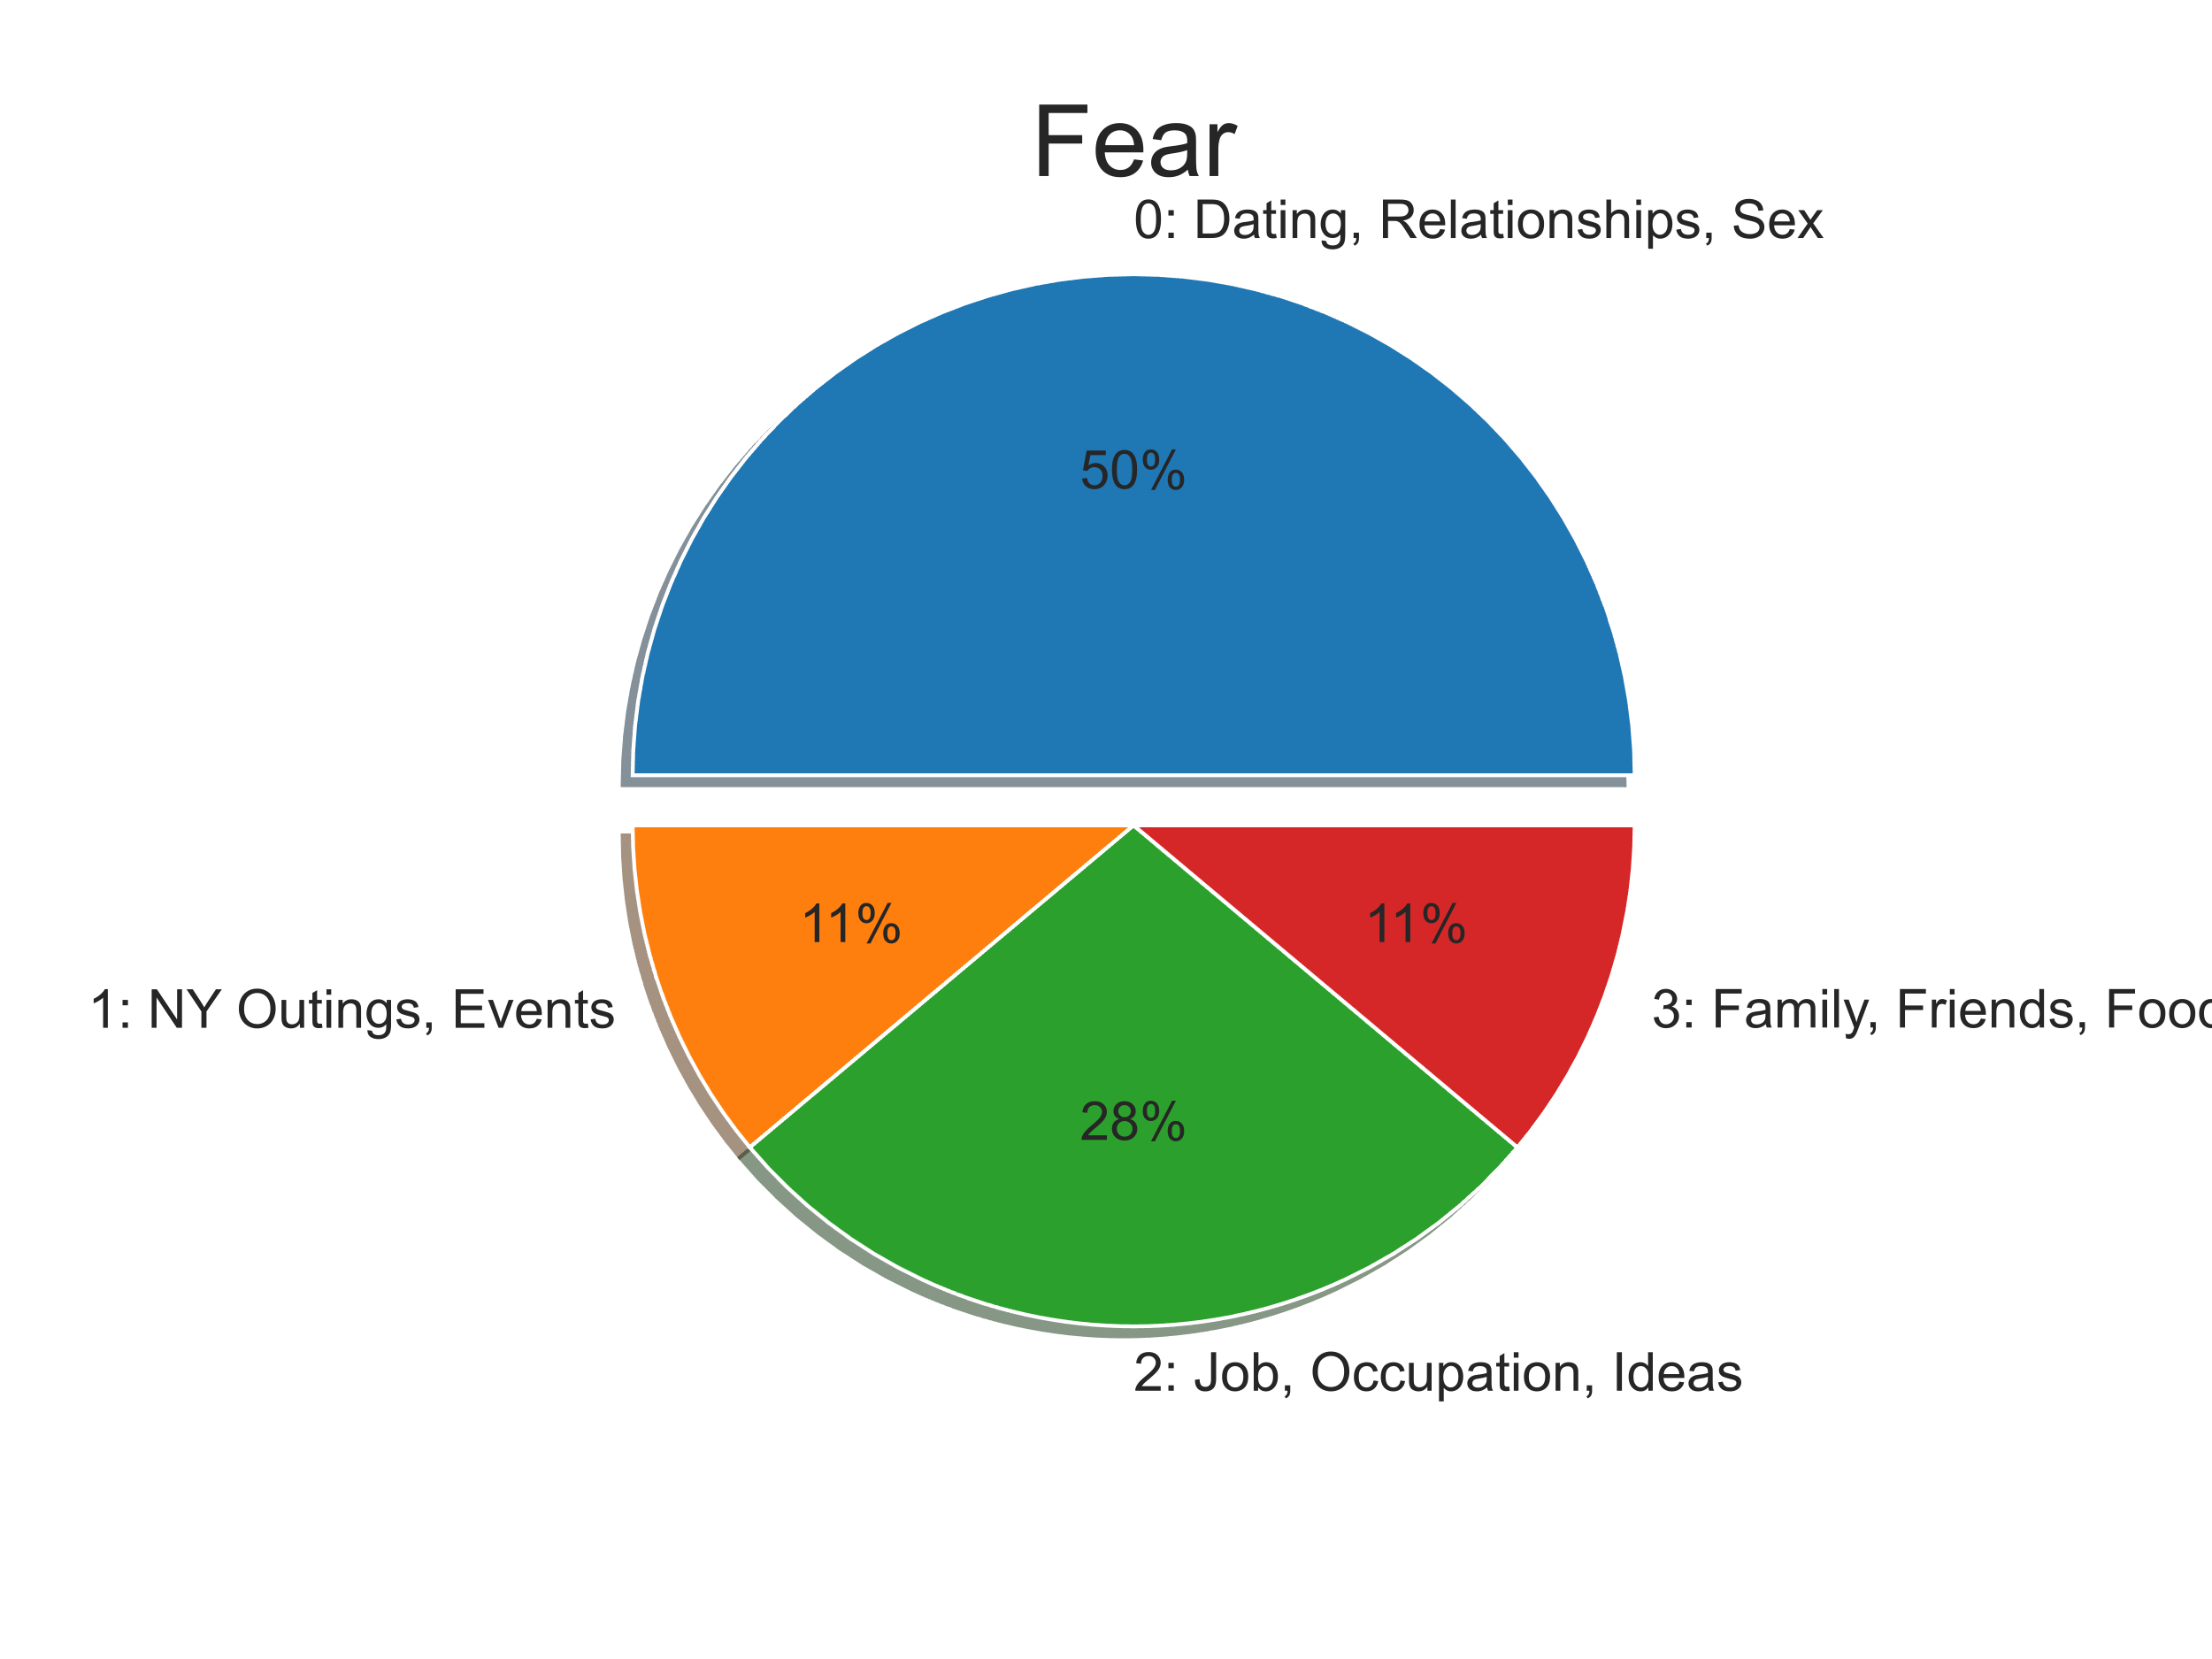 Fear
0: Dating, Relationships, Sex
50%
11%
11%
1: NY Outings, Events
3: Family, Friends, Foo
28%
2: Job, Occupation, Ideas